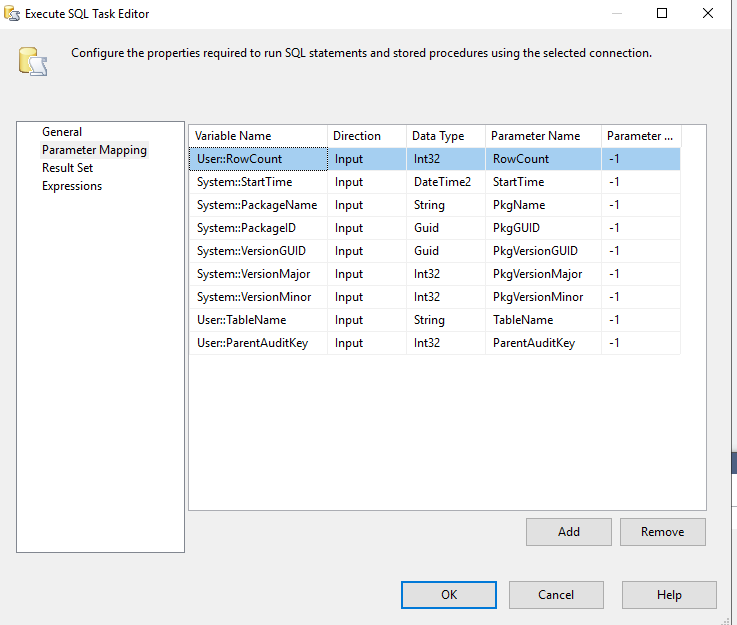 Execute SQL Task Editor
Configure the properties required to run SQL statements and stored procedures using the selected connection.
General
Parameter Mapping
Result Set
Expressions
Variable Name Direction Data Type Parameter Name Parameter ...
User::RowCount Input Int32 RowCount -1
System::StartTime Input DateTime2 StartTime -1
System::PackageName Input String PkgName -1
System::PackageID Input Guid PkgGUID -1
System::VersionGUID Input Guid PkgVersionGUID -1
System::VersionMajor Input Int32 PkgVersionMajor -1
System::VersionMinor Input Int32 PkgVersionMinor -1
User::TableName Input String TableName -1
User::ParentAuditKey Input Int32 ParentAuditKey -1
Add Remove
OK Cancel Help